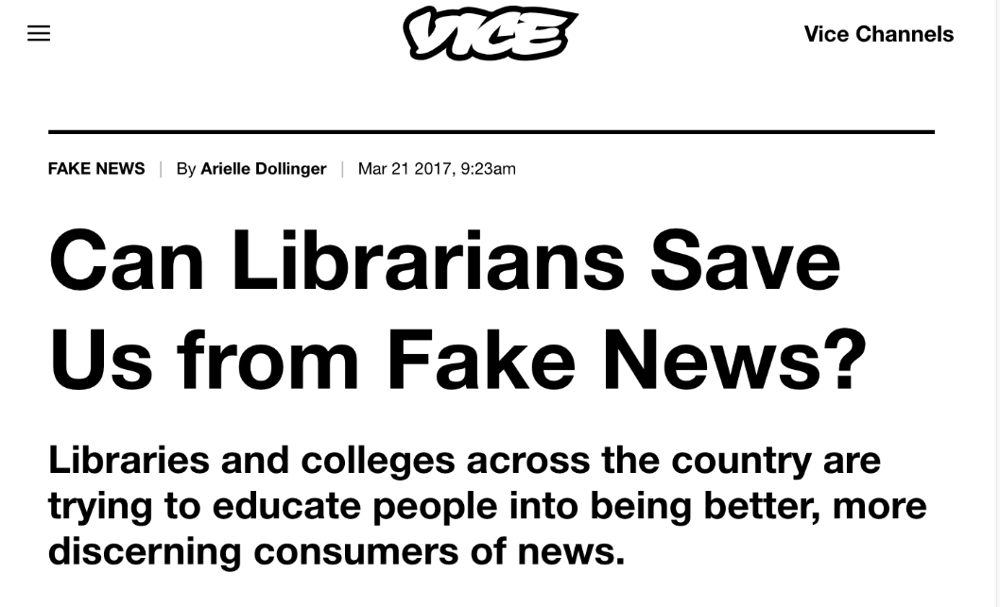 VICE
Vice Channels
FAKE NEWS | By Arielle Dollinger | Mar 21 2017, 9:23am
Can Librarians Save
Us from Fake News?
Libraries and colleges across the country are
trying to educate people into being better, more
discerning consumers of news.